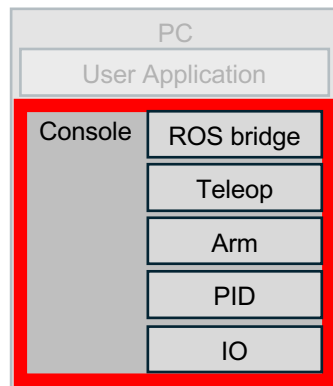 PC
User Application
Console
ROS bridge
Teleop
Arm
PID
IO